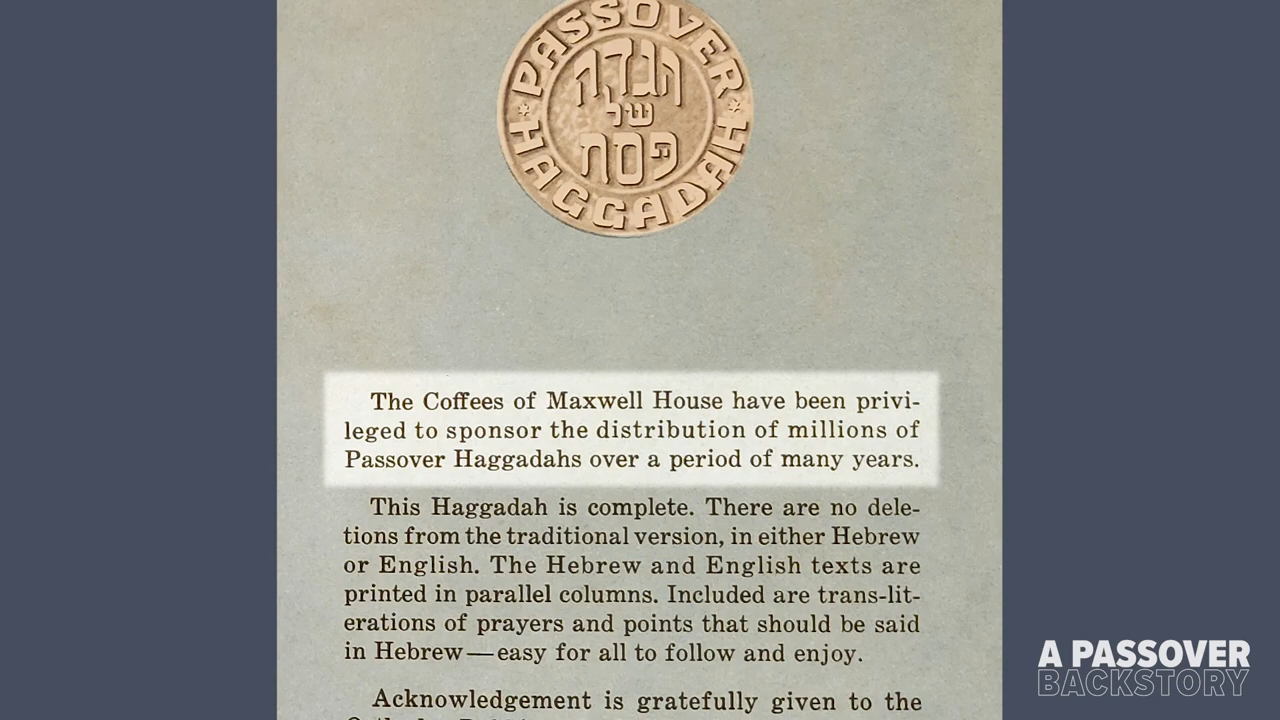 PASSOVER
הגדה
של
פסח
HAGGADAH
The Coffees of Maxwell House have been privi-
leged to sponsor the distribution of millions of
Passover Haggadahs over a period of many years.
This Haggadah is complete. There are no dele-
tions from the traditional version, in either Hebrew
or English. The Hebrew and English texts are
printed in parallel columns. Included are trans-lit-
erations of prayers and points that should be said
in Hebrew—easy for all to follow and enjoy.
Acknowledgement is gratefully given to the
A PASSOVER
BACKSTORY